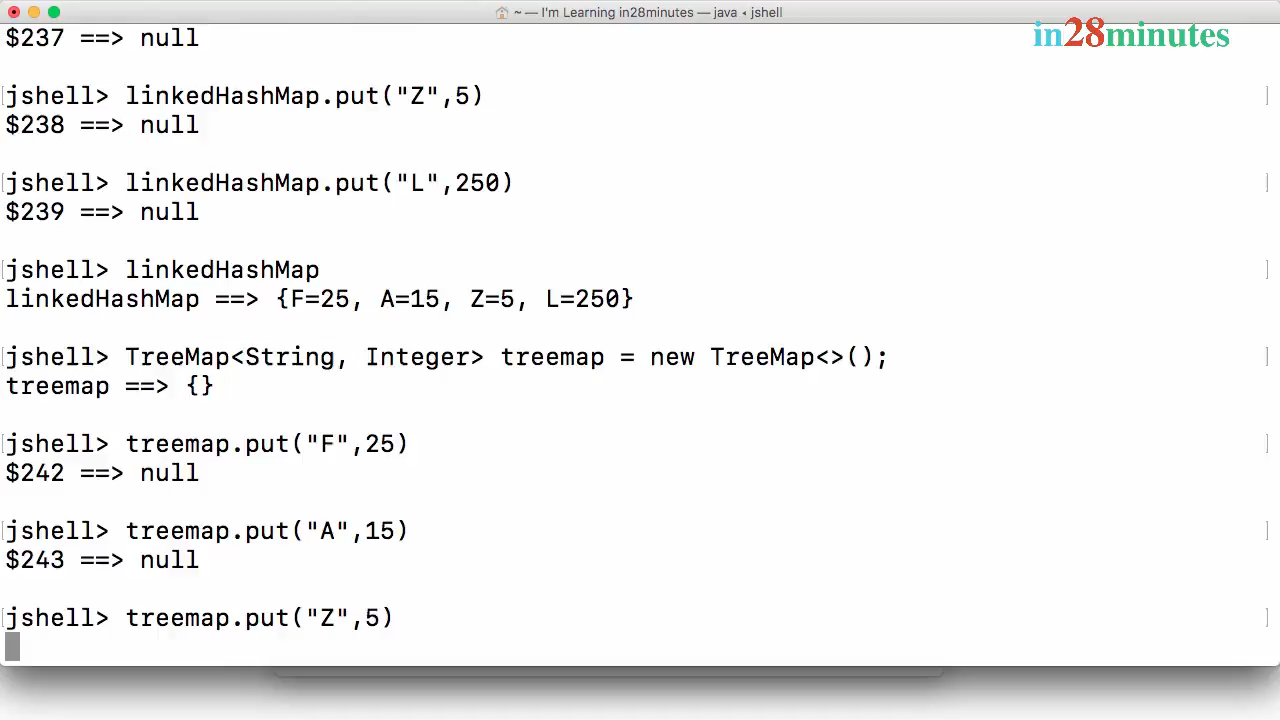 ~ — I'm Learning in28minutes — java ◂ jshell
in28minutes
$237 ==> null
jshell> linkedHashMap.put("Z",5)
$238 ==> null
jshell> linkedHashMap.put("L",250)
$239 ==> null
jshell> linkedHashMap
linkedHashMap ==> {F=25, A=15, Z=5, L=250}
jshell> TreeMap<String, Integer> treemap = new TreeMap<>();
treemap ==> {}
jshell> treemap.put("F",25)
$242 ==> null
jshell> treemap.put("A",15)
$243 ==> null
jshell> treemap.put("Z",5)